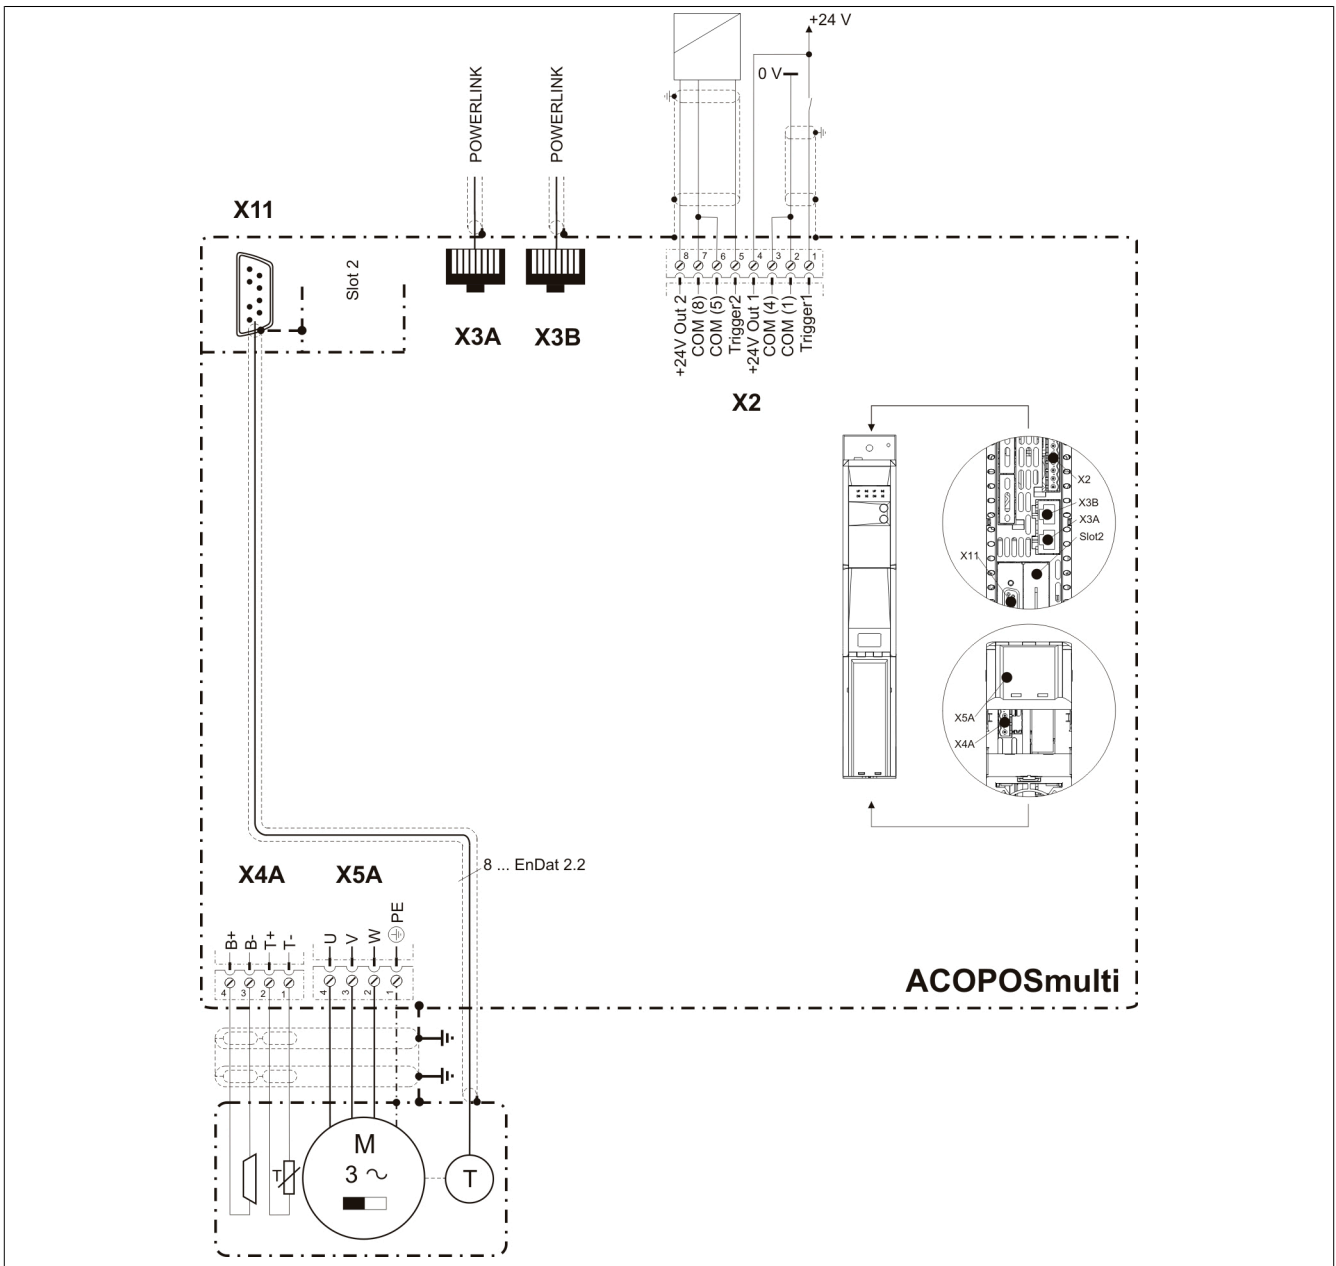 +24 V
0 V
POWERLINK
POWERLINK
X11
Slot 2
8 7 6 5 4 3 2 1
X3A
X3B
+24V Out 2
COM (8)
COM (5)
Trigger2
+24V Out 1
COM (4)
COM (1)
Trigger1
X2
X2
X3B
X3A
Slot2
X11
X5A
X4A
8 ... EnDat 2.2
X4A
X5A
B+
B-
T+
T-
U
V
W
PE
4 3 2 1
4 3 2 1
ACOPOSmulti
M
3 ~
T
T